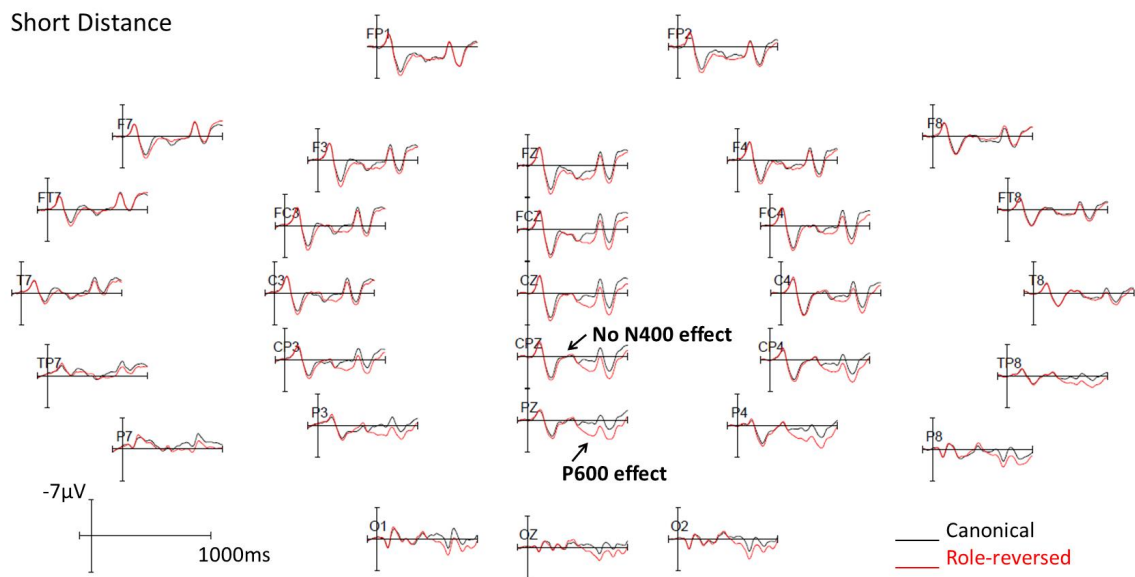 Short Distance
FP1 FP2
F7 F3 FZ F4 F8
FT7 FC3 FCZ FC4 FT8
T7 C3 CZ C4 T8
No N400 effect
TP7 CP3 CPZ CP4 TP8
P7 P3 PZ P4 P8
P600 effect
-7μV
1000ms
O1 OZ O2
Canonical
Role-reversed